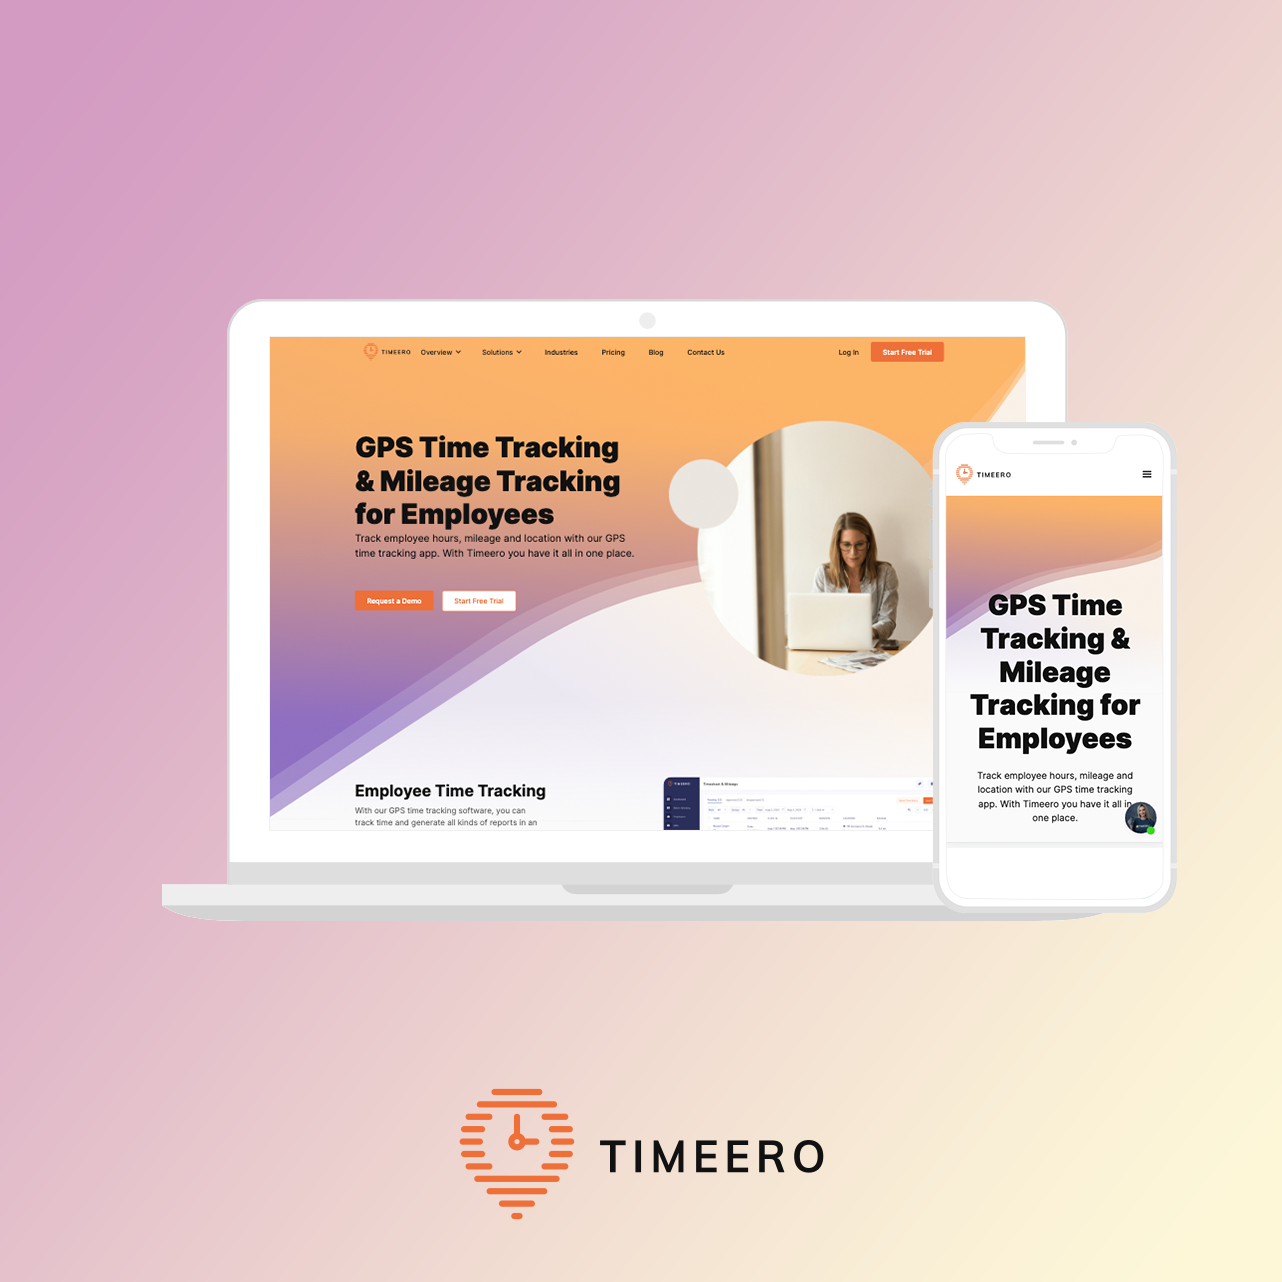 TIMEERO Overview Solutions Industries Pricing Blog Contact Us Log In Start Free Trial
GPS Time Tracking
& Mileage Tracking
for Employees
Track employee hours, mileage and location with our GPS
time tracking app. With Timeero you have it all in one place.
Request a Demo Start Free Trial
Employee Time Tracking
With our GPS time tracking software, you can
track time and generate all kinds of reports in an
TIMEERO Timesheet & Mileage
TIMEERO
GPS Time
Tracking &
Mileage
Tracking for
Employees
Track employee hours, mileage and
location with our GPS time tracking
app. With Timeero you have it all in
one place.
TIMEERO